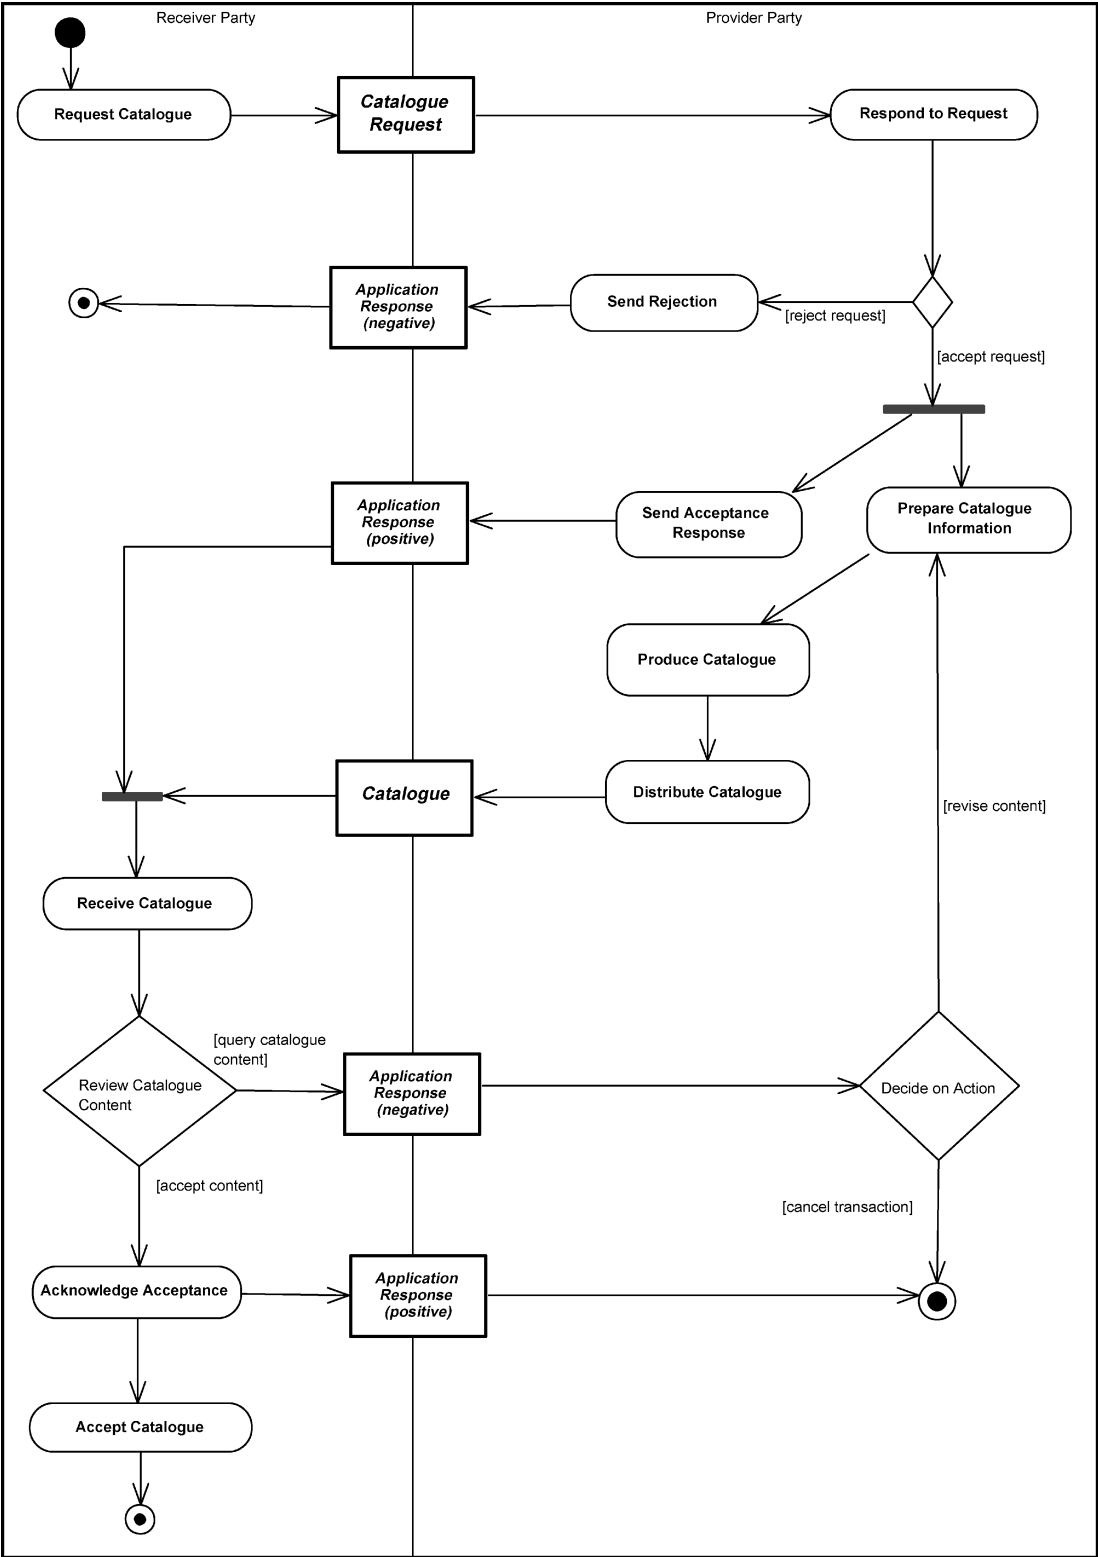 Receiver Party
Provider Party
Request Catalogue
Catalogue
Request
Respond to Request
Application
Response
(negative)
Send Rejection
[reject request]
[accept request]
Application
Response
(positive)
Send Acceptance
Response
Prepare Catalogue
Information
Produce Catalogue
Catalogue
Distribute Catalogue
[revise content]
Receive Catalogue
[query catalogue
content]
Review Catalogue
Content
Application
Response
(negative)
Decide on Action
[accept content]
[cancel transaction]
Acknowledge Acceptance
Application
Response
(positive)
Accept Catalogue